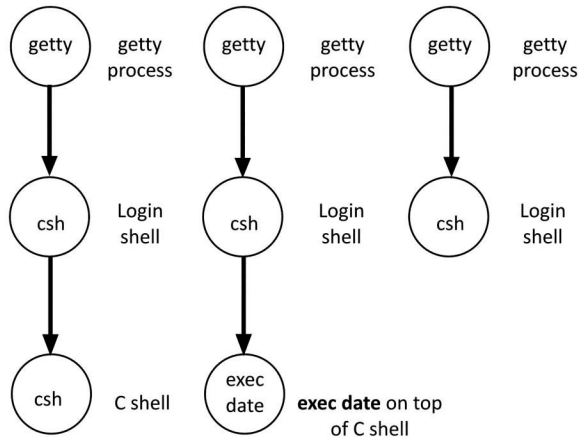 getty getty process getty getty process getty getty process
csh Login shell csh Login shell csh Login shell
csh C shell exec date exec date on top of C shell